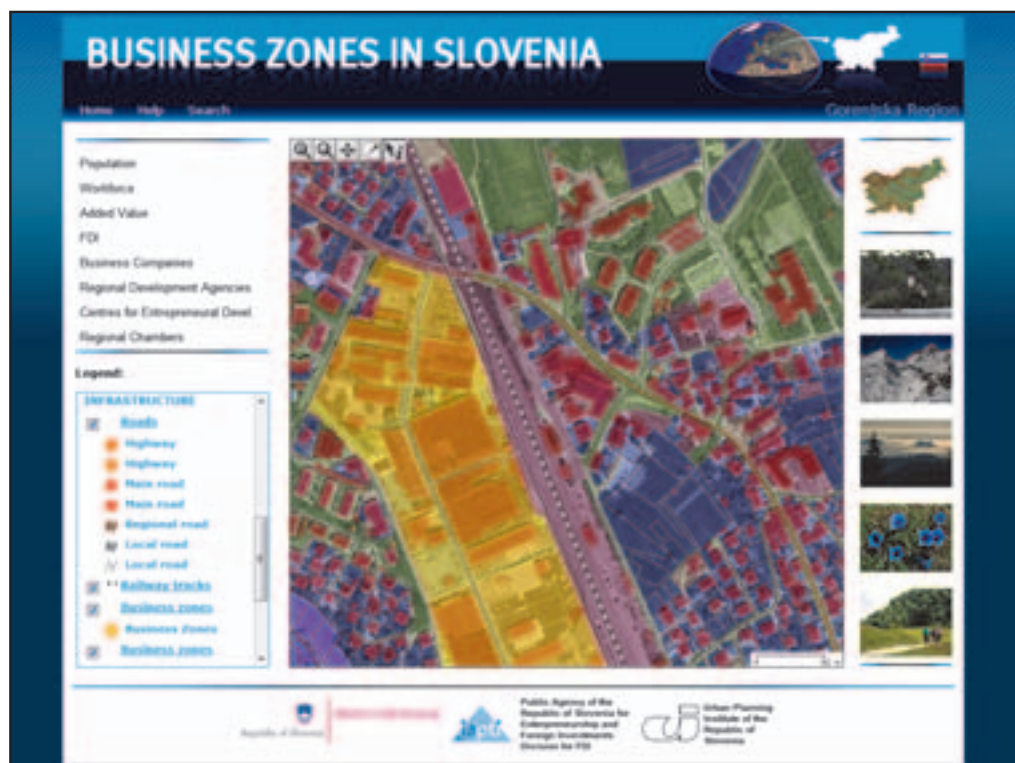 BUSINESS ZONES IN SLOVENIA
Home Help Search
Gorenjska Region
Population
Workforce
Added Value
FDI
Business Companies
Regional Development Agencies
Centres for Entrepreneural Devel.
Regional Chambers
Legend:
INFRASTRUCTURE
Roads
Highway
Highway
Main road
Main road
Regional road
Local road
Local road
Railway tracks
Business zones
Business Zones
Business zones
Republic of Slovenia
japti
Public Agency of the
Republic of Slovenia for
Entrepreneurship and
Foreign Investments
Division for FDI
Urban Planning
Institute of the
Republic of
Slovenia